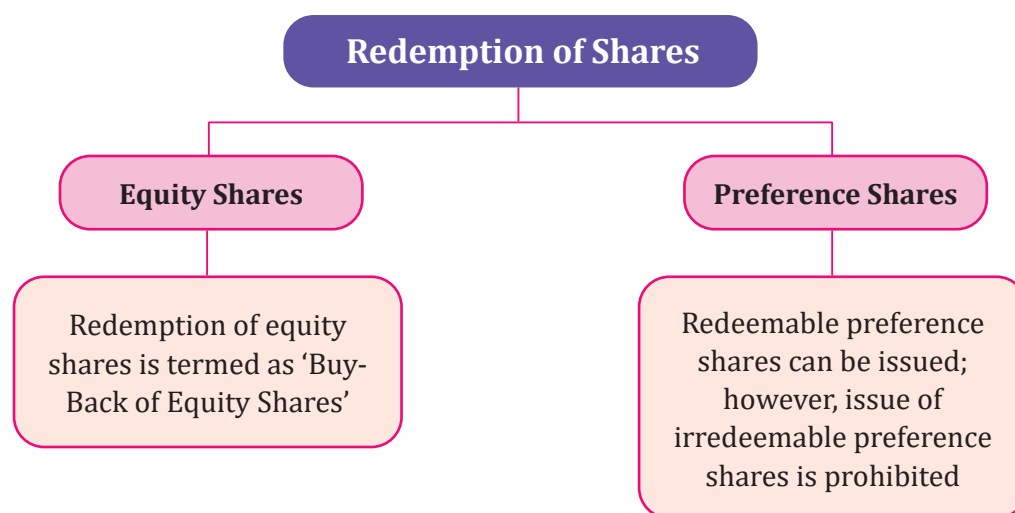 Redemption of Shares
Equity Shares
Preference Shares
Redemption of equity
shares is termed as ‘Buy-
Back of Equity Shares’
Redeemable preference
shares can be issued;
however, issue of
irredeemable preference
shares is prohibited